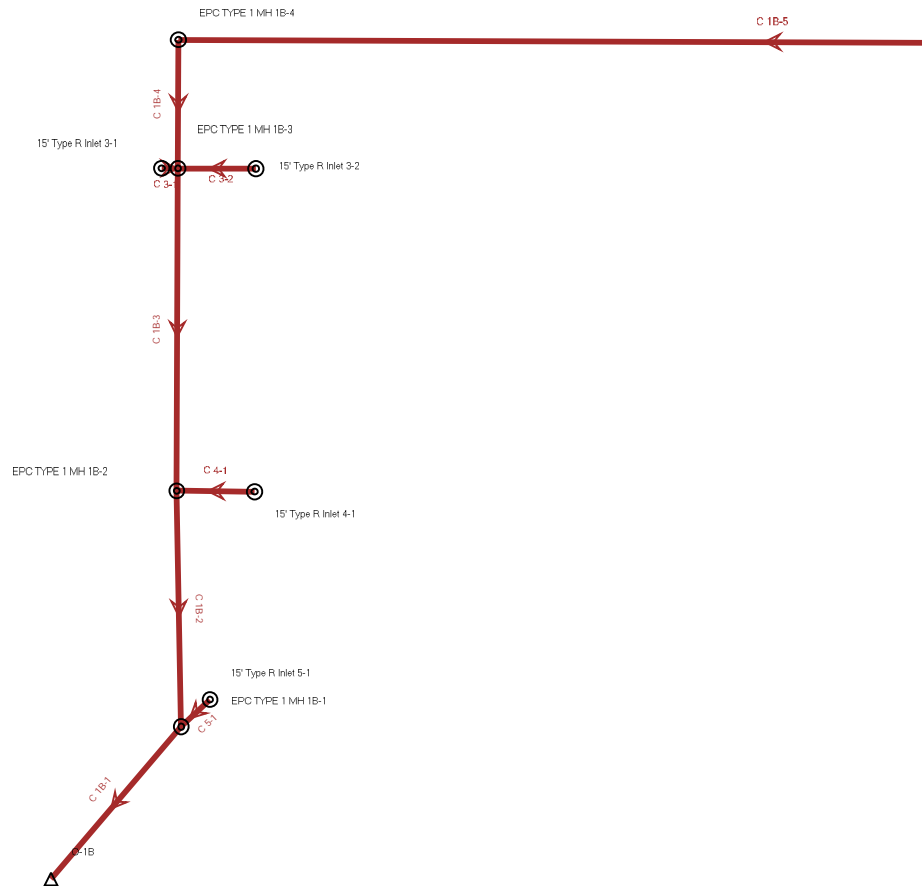 EPC TYPE 1 MH 1B-4
C 1B-5
C 1B-4
EPC TYPE 1 MH 1B-3
15' Type R Inlet 3-1
15' Type R Inlet 3-2
C 3-1
C 3-2
C 1B-3
EPC TYPE 1 MH 1B-2
C 4-1
15' Type R Inlet 4-1
C 1B-2
15' Type R Inlet 5-1
EPC TYPE 1 MH 1B-1
C 5-1
C 1B-1
O-1B